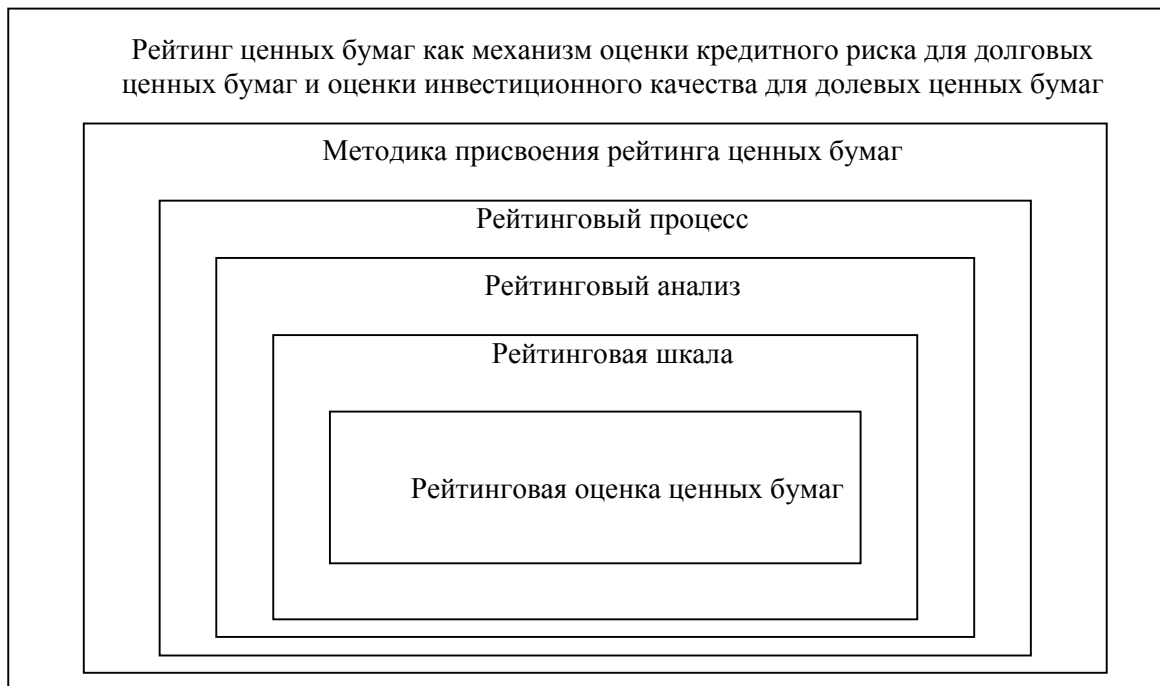 Рейтинг ценных бумаг как механизм оценки кредитного риска для долговых
ценных бумаг и оценки инвестиционного качества для долевых ценных бумаг
Методика присвоения рейтинга ценных бумаг
Рейтинговый процесс
Рейтинговый анализ
Рейтинговая шкала
Рейтинговая оценка ценных бумаг